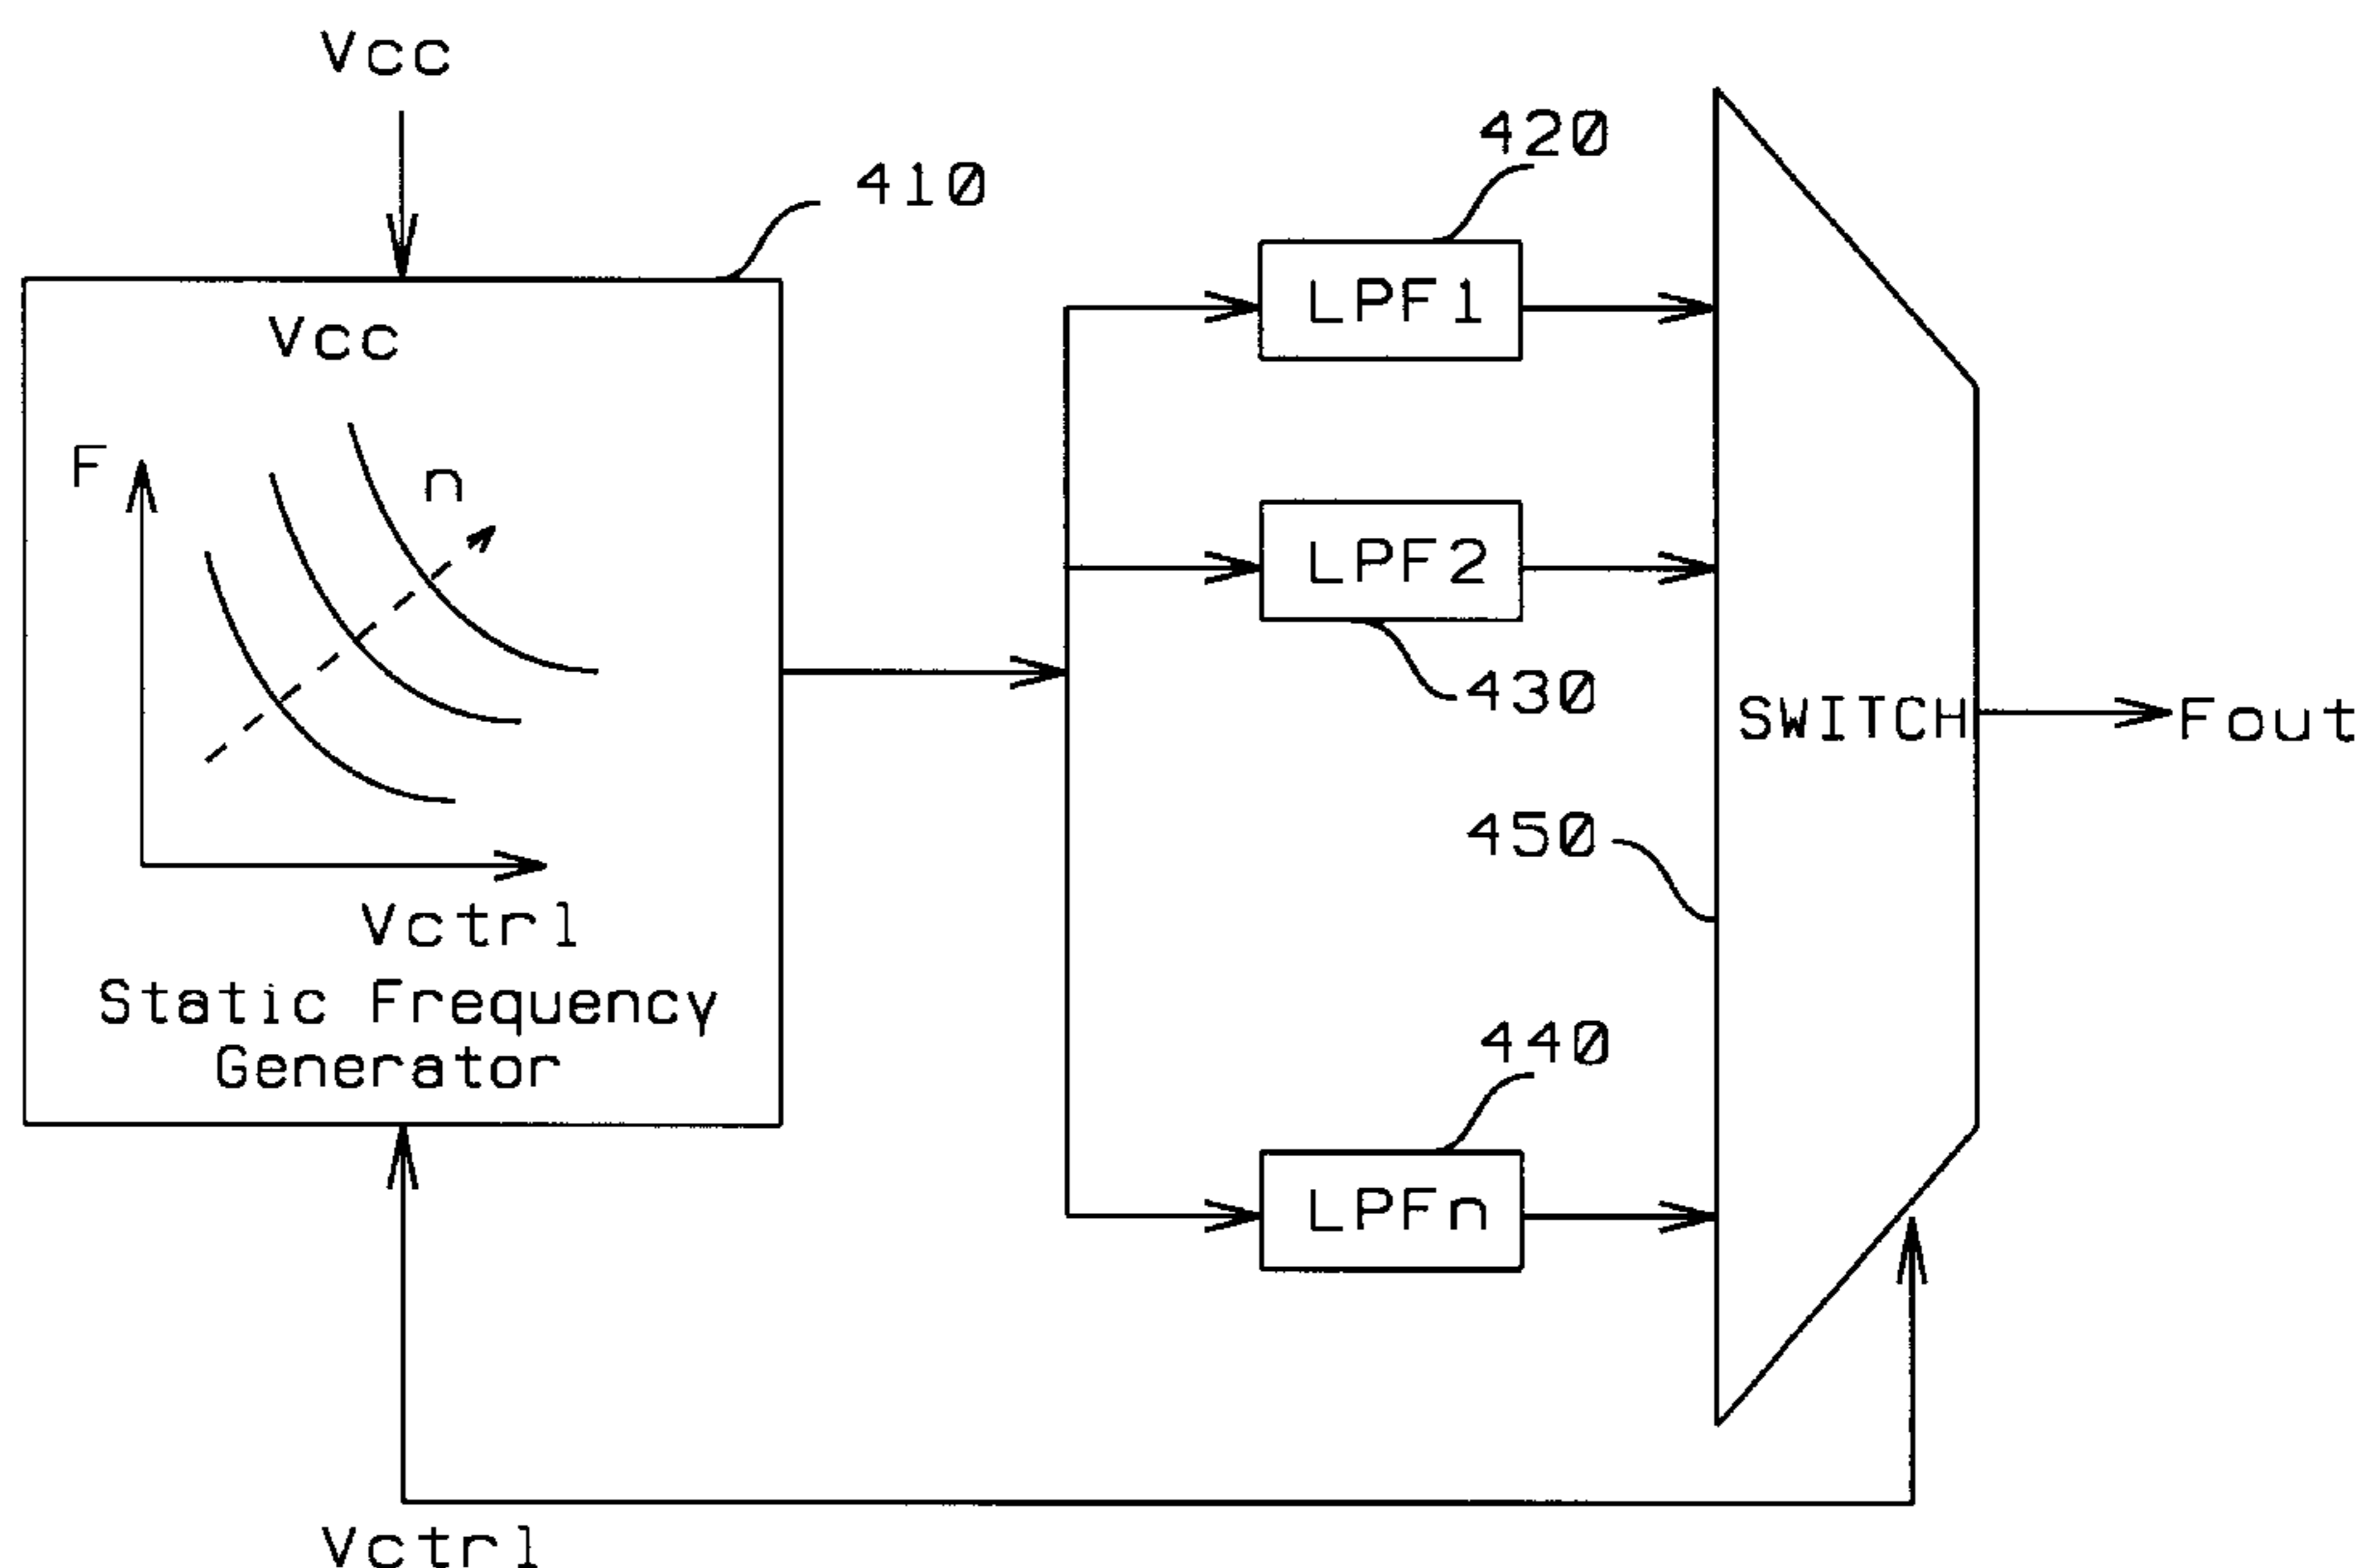 Vcc
410
Vcc
F
n
Vctrl
Static Frequency
Generator
Vctrl
420
LPF1
LPF2
430
450
440
LPFn
SWITCH
Fout